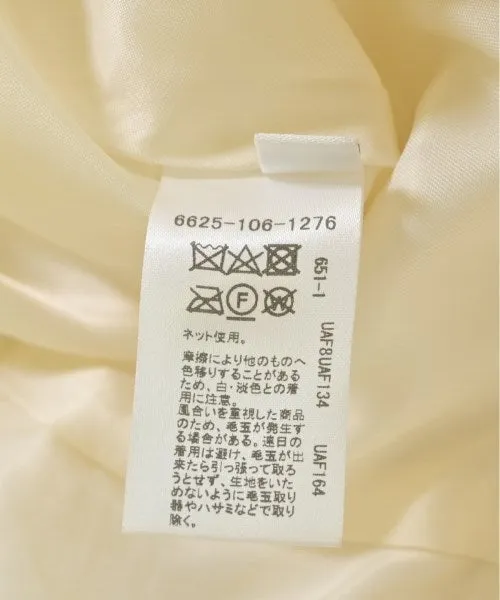 6625-106-1276
F W
ネット使用。
摩擦により他のものへ
色移りすることがある
ため、白・淡色との着
用に注意。
風合いを重視した商品
のため、毛玉が発生す
る場合がある。連日の
着用は避け、毛玉が出
来たら引っ張って取ろ
うとせず、生地をいた
めないように毛玉取り
器やハサミなどで取り
除く。
651-1 UAF8UAF134 UAF164